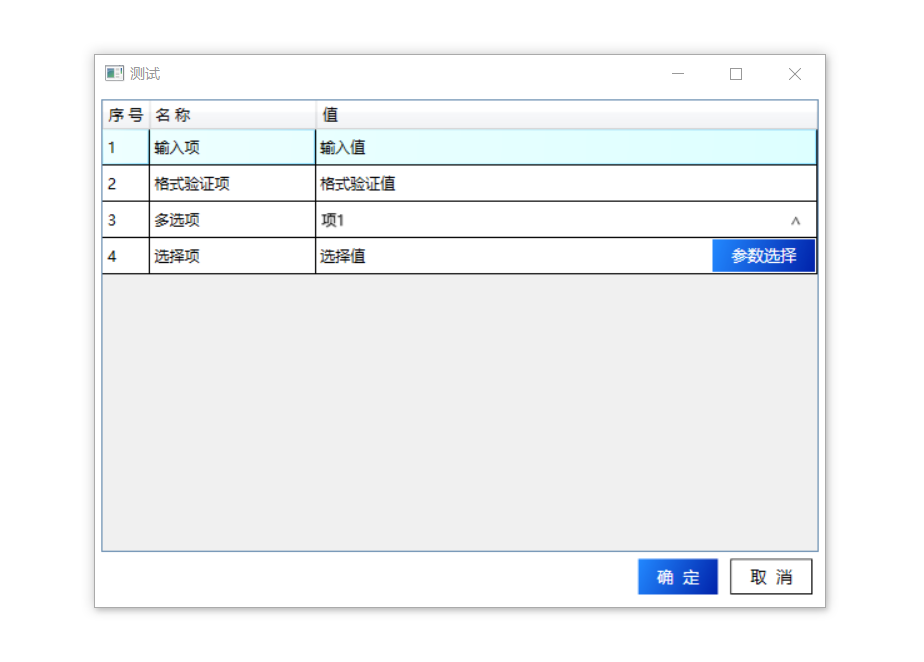 测试
序号 名称 值
1 输入项 输入值
2 格式验证项 格式验证值
3 多选项 项1
4 选择项 选择值 参数选择
确定 取消